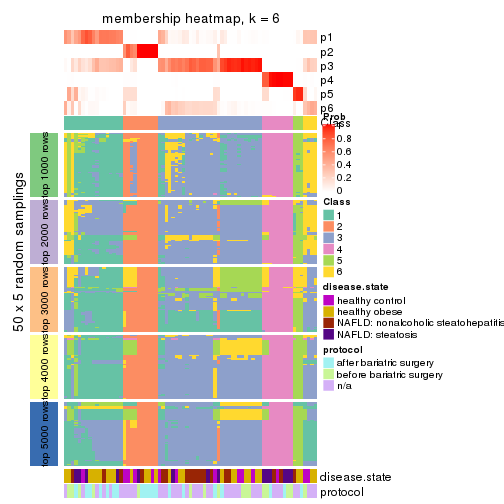 membership heatmap, k = 6
p1
p2
p3
p4
p5
p6
Class
Prob
1
0.8
0.6
0.4
0.2
0
Class
1
2
3
4
5
6
disease.state
healthy control
healthy obese
NAFLD: nonalcoholic steatohepatitis
NAFLD: steatosis
protocol
after bariatric surgery
before bariatric surgery
n/a
50 x 5 random samplings
top 1000 rows
top 2000 rows
top 3000 rows
top 4000 rows
top 5000 rows
disease.state
protocol